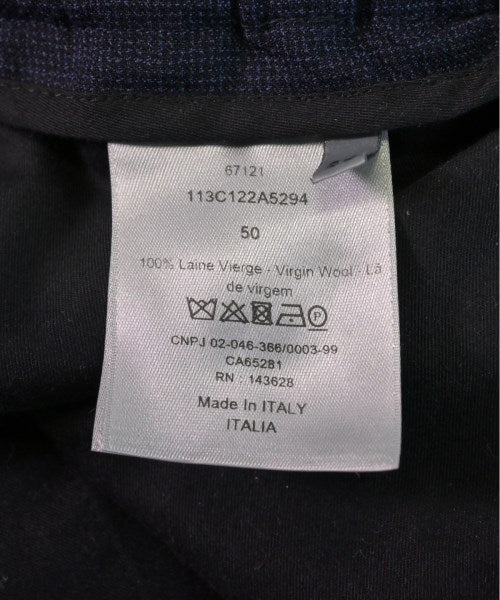 67121
113C122A5294
50
100% Laine Vierge - Virgin Wool - Lã
de virgem
CNPJ 02-046-366/0003-99
CA65281
RN : 143628
Made In ITALY
ITALIA